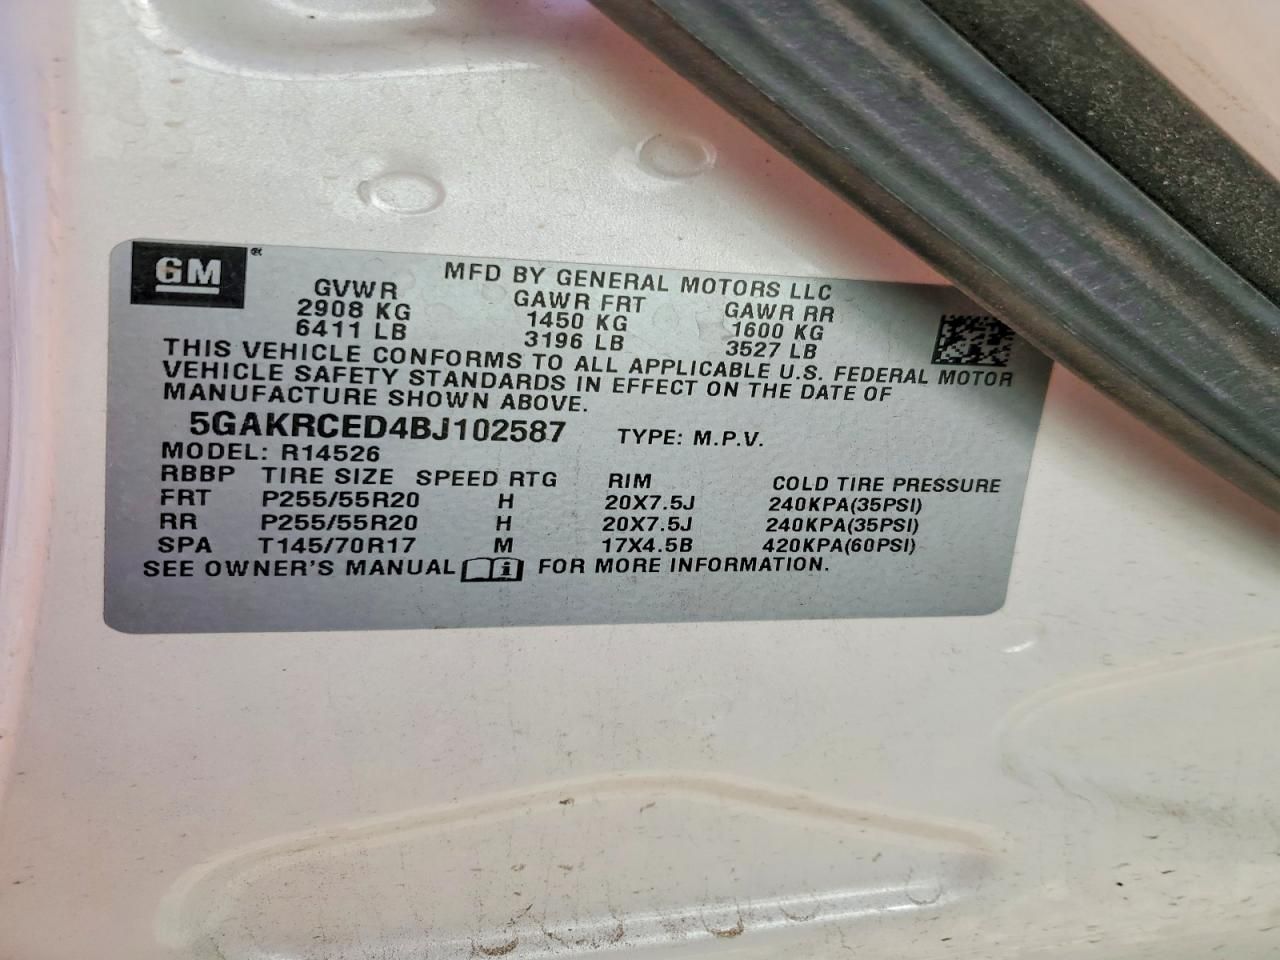 GM ®
MFD BY GENERAL MOTORS LLC
GVWR GAWR FRT GAWR RR
2908 KG 1450 KG 1600 KG
6411 LB 3196 LB 3527 LB
THIS VEHICLE CONFORMS TO ALL APPLICABLE U.S. FEDERAL MOTOR
VEHICLE SAFETY STANDARDS IN EFFECT ON THE DATE OF
MANUFACTURE SHOWN ABOVE.
5GAKRCED4BJ102587 TYPE: M.P.V.
MODEL: R14526
RBBP TIRE SIZE SPEED RTG RIM COLD TIRE PRESSURE
FRT P255/55R20 H 20X7.5J 240KPA(35PSI)
RR P255/55R20 H 20X7.5J 240KPA(35PSI)
SPA T145/70R17 M 17X4.5B 420KPA(60PSI)
SEE OWNER'S MANUAL i FOR MORE INFORMATION.